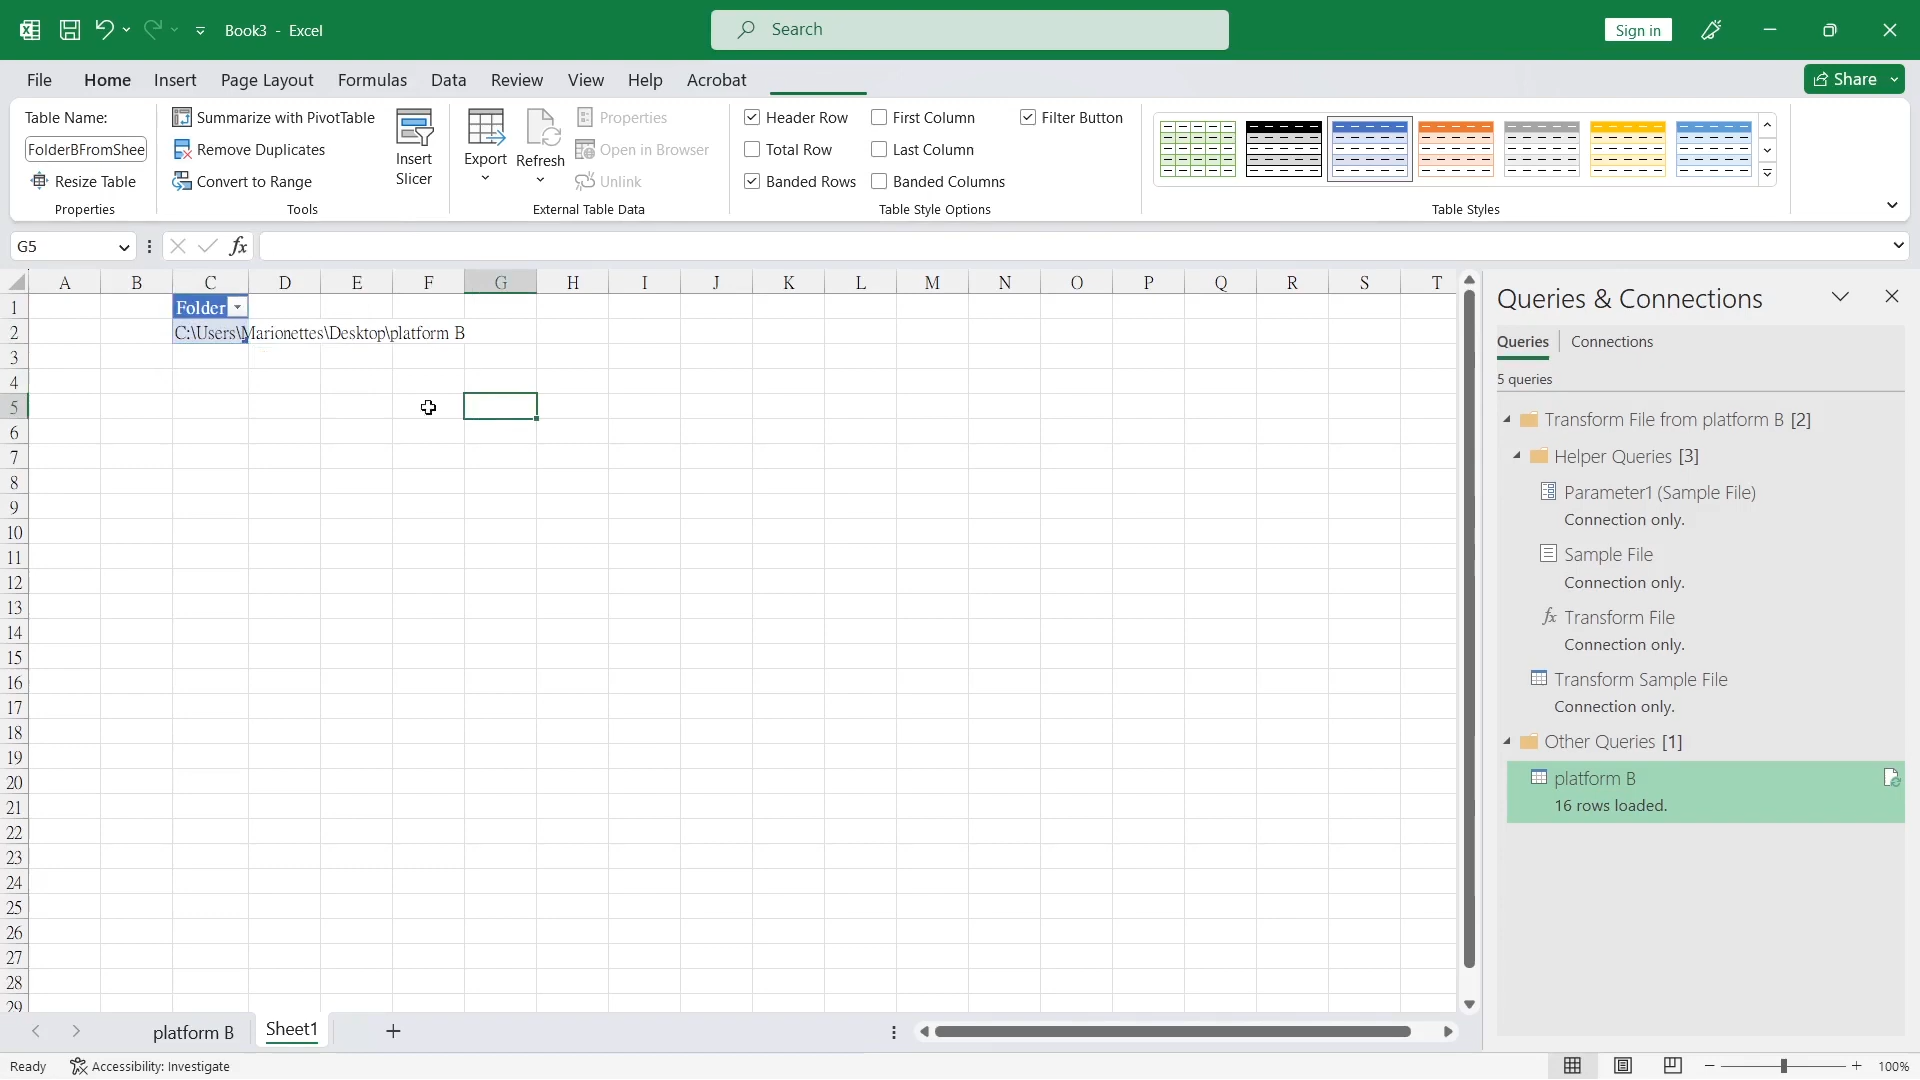 Book3 - Excel
Search
Sign in
File Home Insert Page Layout Formulas Data Review View Help Acrobat
Share
Table Name:
FolderBFromShee
Resize Table
Properties
Summarize with PivotTable
Remove Duplicates
Convert to Range
Tools
Insert
Slicer
Export
Refresh
Properties
Open in Browser
Unlink
External Table Data
Header Row
Total Row
Banded Rows
First Column
Last Column
Banded Columns
Filter Button
Table Style Options
Table Styles
G5
fx
A B C D E F G H I J K L M N O P Q R S T
1 Folder
2 C:\Users\Marionettes\Desktop\platform B
3
4
5
6
7
8
9
10
11
12
13
14
15
16
17
18
19
20
21
22
23
24
25
26
27
28
29
Queries & Connections
Queries
Connections
5 queries
Transform File from platform B [2]
Helper Queries [3]
Parameter1 (Sample File)
Connection only.
Sample File
Connection only.
fx Transform File
Connection only.
Transform Sample File
Connection only.
Other Queries [1]
platform B
16 rows loaded.
platform B
Sheet1
Ready
Accessibility: Investigate
100%